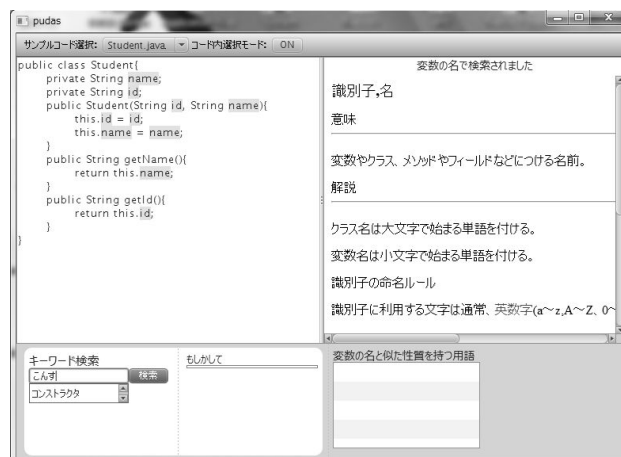 pudas
サンプルコード選択: Student.java コード内選択モード: ON
public class Student{
private String name;
private String id;
public Student(String id, String name){
this.id = id;
this.name = name;
}
public String getName(){
return this.name;
}
public String getId(){
return this.id;
}
}
変数の名で検索されました
識別子,名
意味
変数やクラス、メソッドやフィールドなどにつける名前。
解説
クラス名は大文字で始まる単語を付ける。
変数名は小文字で始まる単語を付ける。
識別子の命名ルール
識別子に利用する文字は通常、英数字(a～z,A～Z、0～
キーワード検索
こんす 検索
コンストラクタ
もしかして
変数の名と似た性質を持つ用語